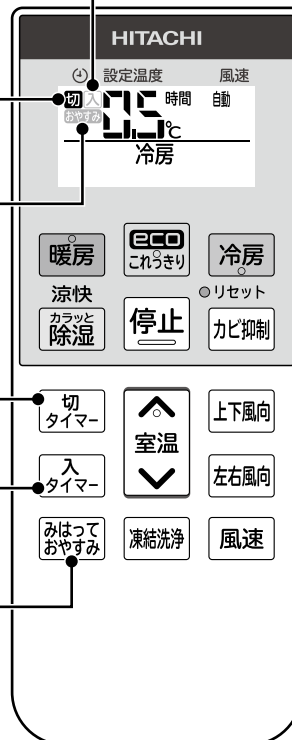 HITACHI
設定温度 風速
切 入 0.5 時間 自動
おやすみ ℃
冷房
暖房 eco これっきり 冷房
涼快 リセット
カラッと除湿 停止 カビ抑制
切タイマー 上下風向
室温
入タイマー 左右風向
みはっておやすみ 凍結洗浄 風速